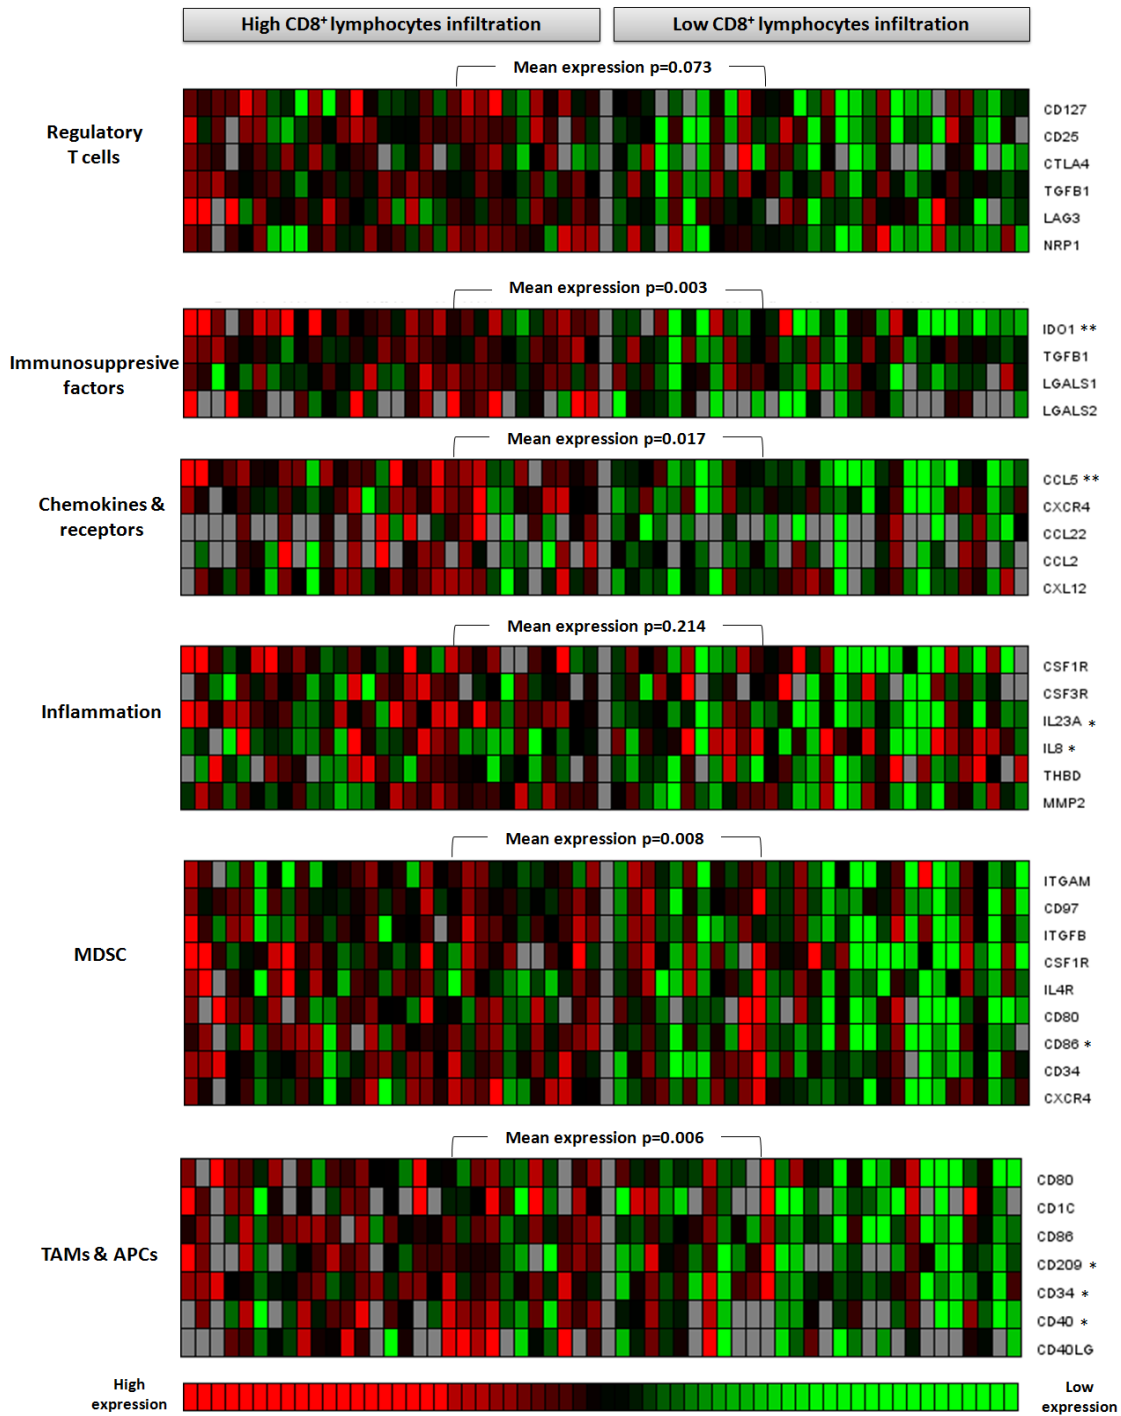 High CD8+ lymphocytes infiltration
Low CD8+ lymphocytes infiltration
Mean expression p=0.073
Regulatory
T cells
CD127
CD25
CTLA4
TGFB1
LAG3
NRP1
Mean expression p=0.003
Immunosuppresive
factors
IDO1 **
TGFB1
LGALS1
LGALS2
Mean expression p=0.017
Chemokines &
receptors
CCL5 **
CXCR4
CCL22
CCL2
CXL12
Mean expression p=0.214
Inflammation
CSF1R
CSF3R
IL23A *
IL8 *
THBD
MMP2
Mean expression p=0.008
MDSC
ITGAM
CD97
ITGFB
CSF1R
IL4R
CD80
CD86 *
CD34
CXCR4
Mean expression p=0.006
TAMs & APCs
CD80
CD1C
CD86
CD209 *
CD34 *
CD40 *
CD40LG
High
expression
Low
expression